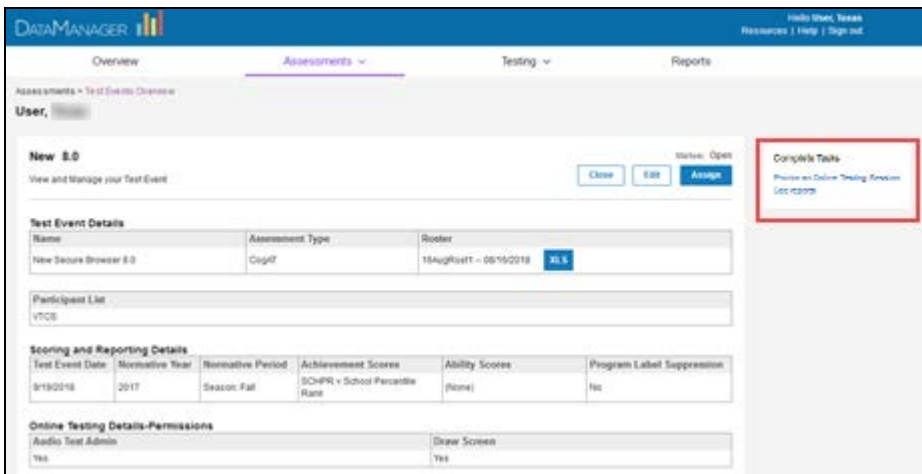 DATAMANAGER
Hello User, Texas
Resources | Help | Sign out
Overview
Assessments
Testing
Reports
Assessments > Test Events Overview
User,
New 8.0
Status: Open
View and Manage your Test Event
Close
Edit
Assign
Complete Tasks
Proctor an Online Testing Session
See reports
Test Event Details
Name
Assessment Type
Roster
New Secure Browser 8.0
CogAT
16AugRost1 -- 08/16/2018
XLS
Participant List
VTCS
Scoring and Reporting Details
Test Event Date
Normative Year
Normative Period
Achievement Scores
Ability Scores
Program Label Suppression
9/19/2018
2017
Season: Fall
SCHPR = School Percentile
Rank
(None)
No
Online Testing Details-Permissions
Audio Test Admin
Draw Screen
Yes
Yes